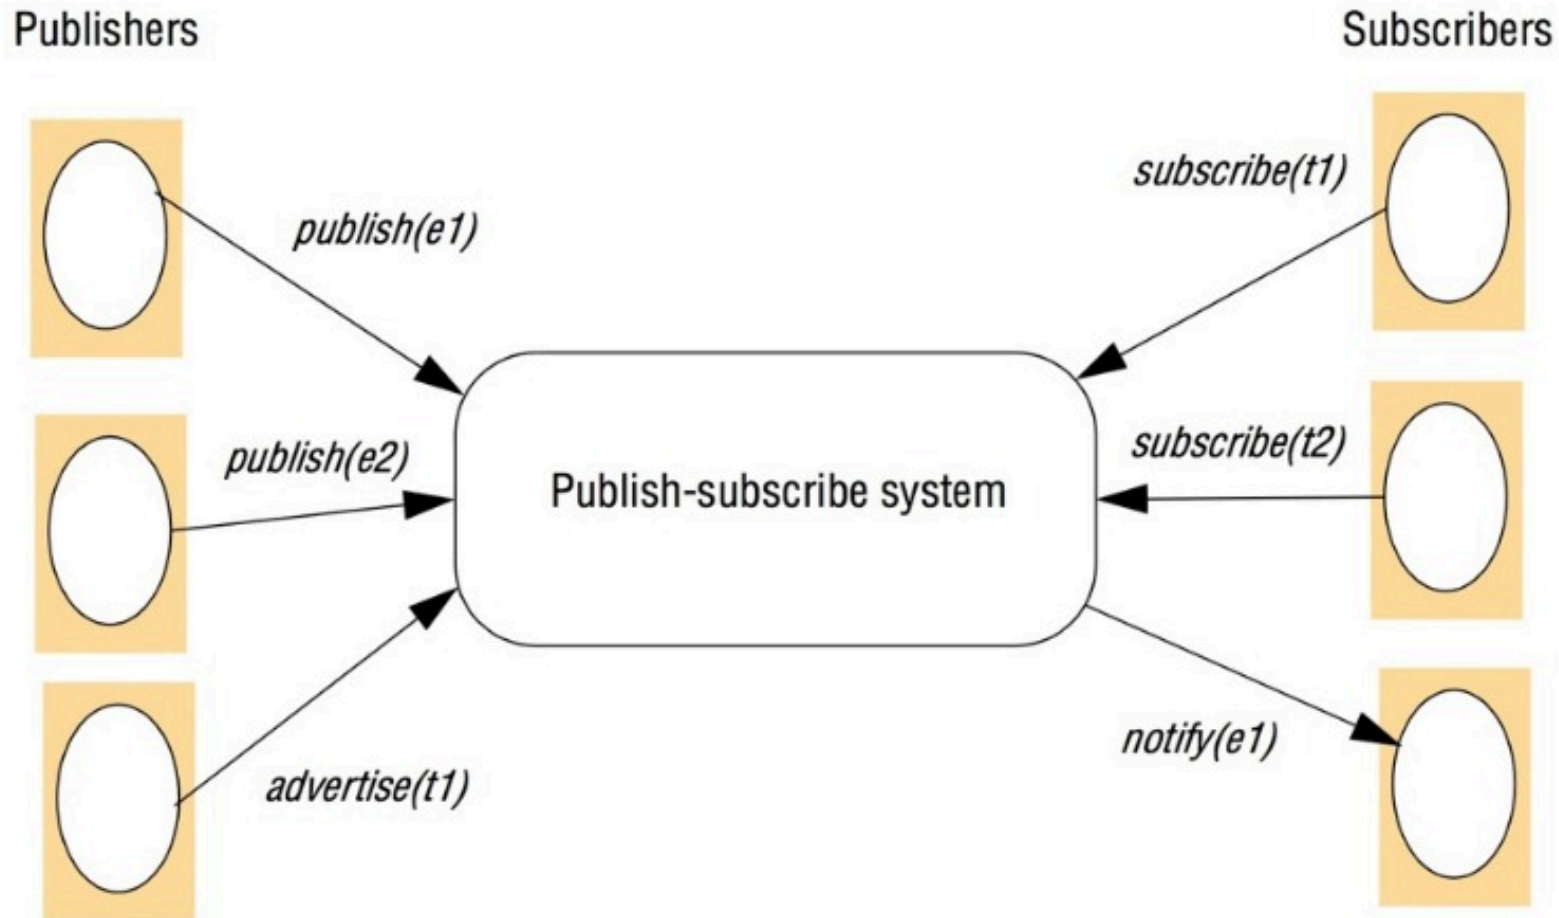 Publishers
Subscribers
subscribe(t1)
publish(e1)
subscribe(t2)
publish(e2)
Publish-subscribe system
notify(e1)
advertise(t1)